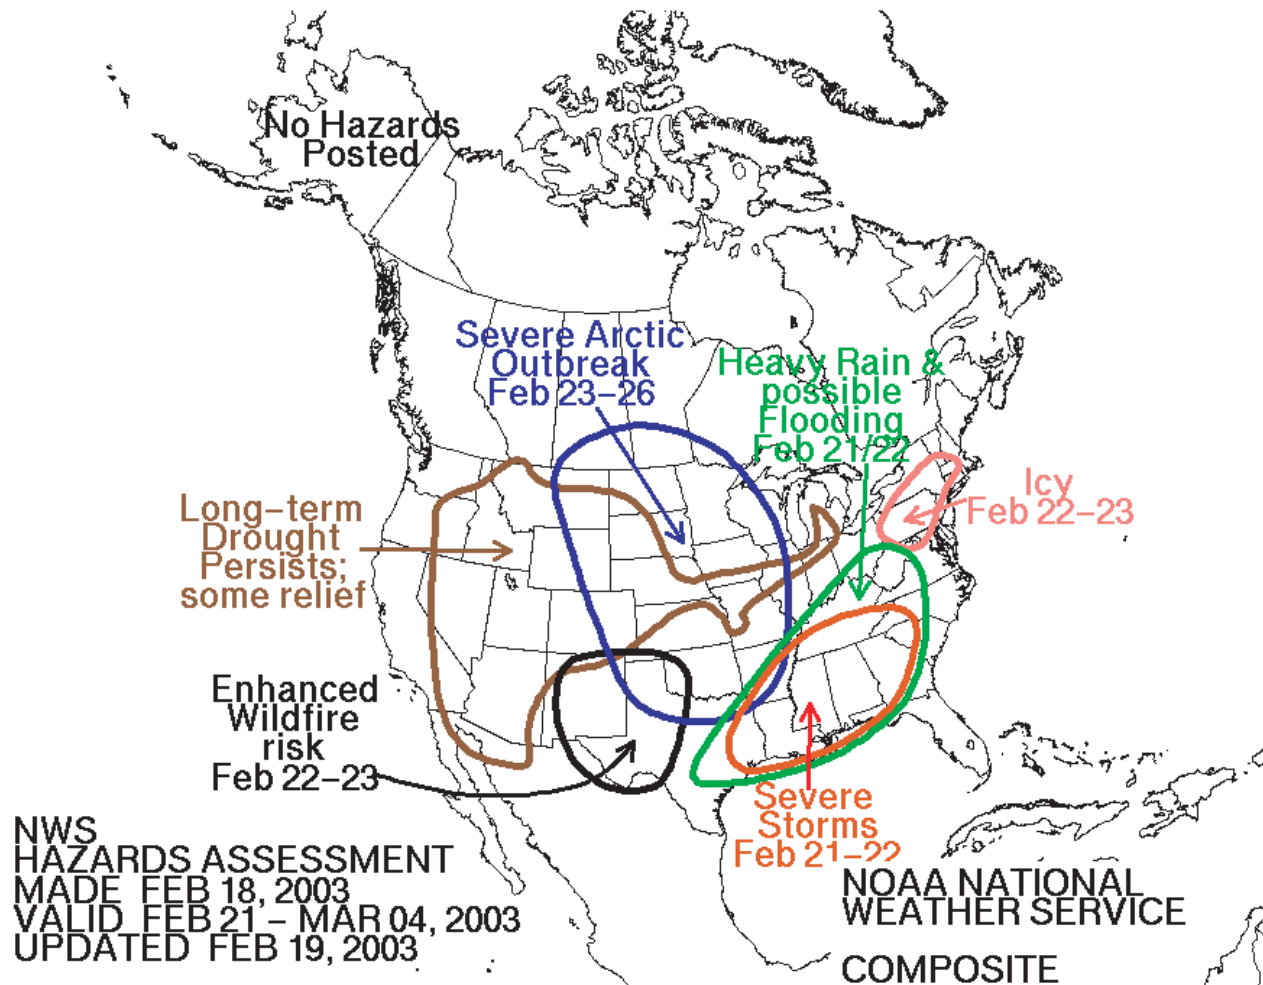 No Hazards
Posted
Severe Arctic
Outbreak
Feb 23-26
Heavy Rain &
possible
Flooding
Feb 21/22
Icy
Feb 22-23
Long-term
Drought
Persists;
some relief
Enhanced
Wildfire
risk
Feb 22-23
Severe
Storms
Feb 21-22
NWS
HAZARDS ASSESSMENT
MADE FEB 18, 2003
VALID FEB 21 - MAR 04, 2003
UPDATED FEB 19, 2003
NOAA NATIONAL
WEATHER SERVICE
COMPOSITE